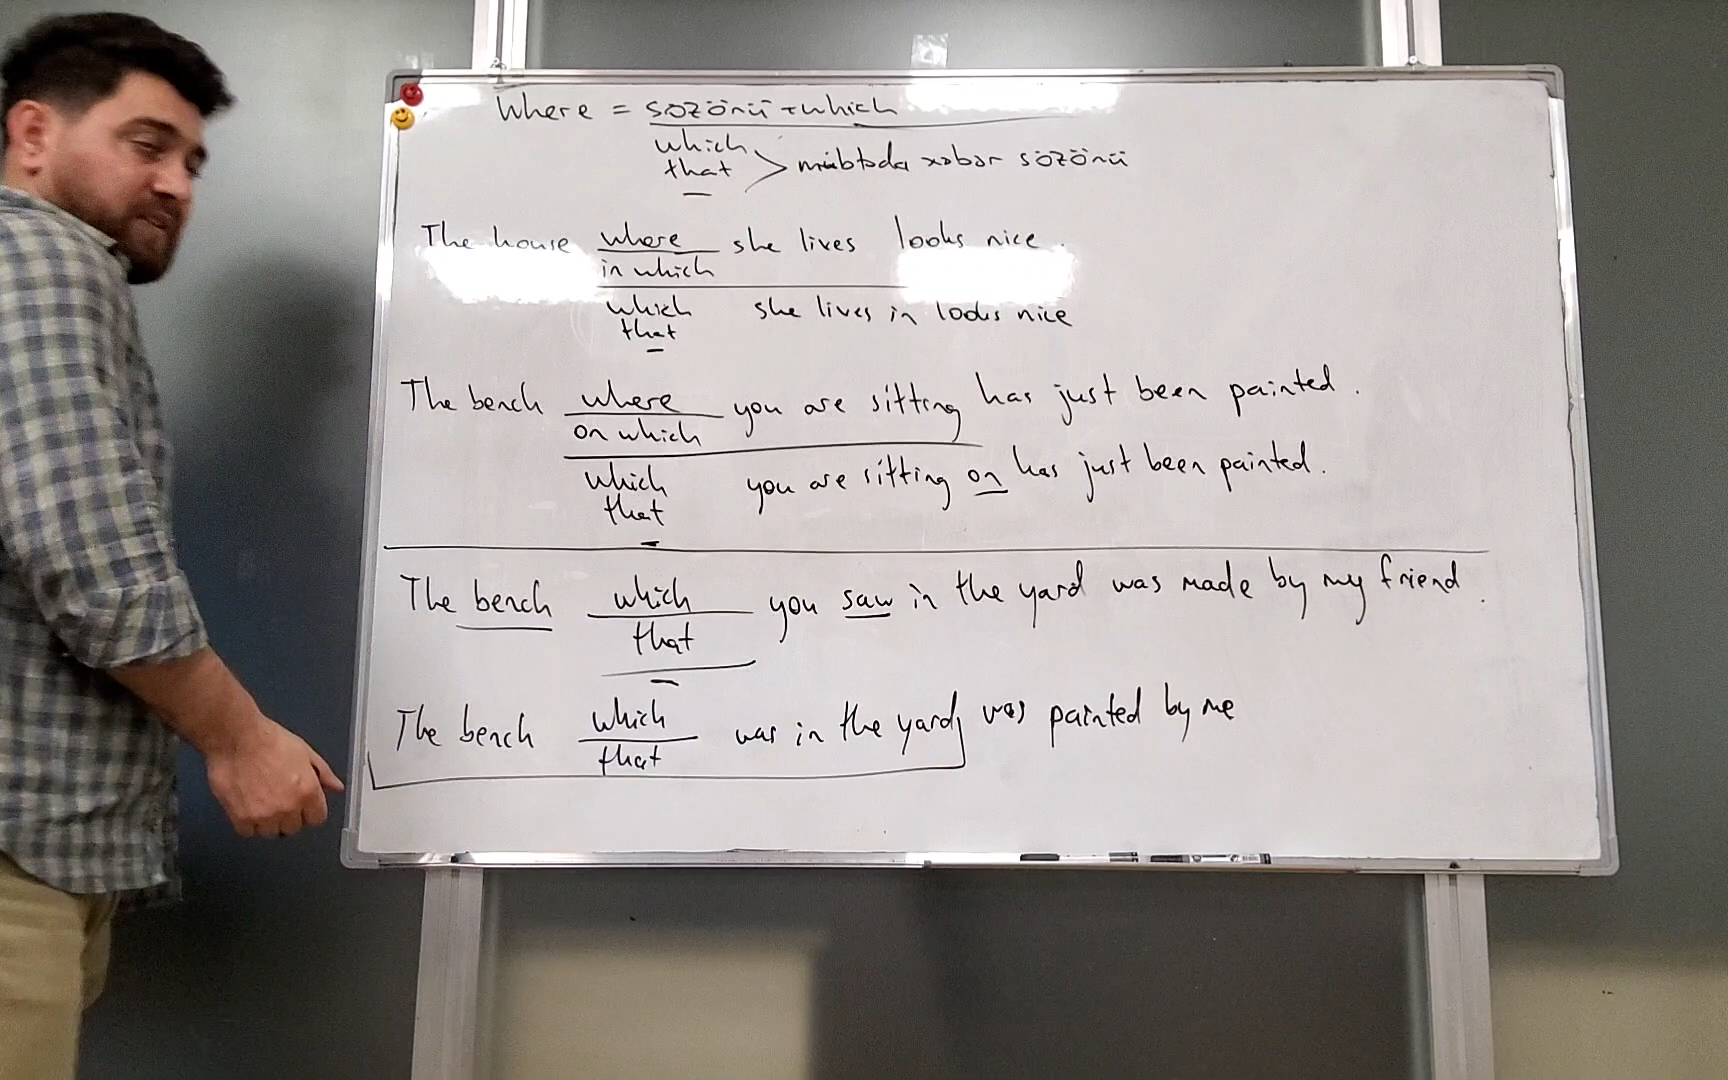 Where = sözönü + which
which
that > mübtəda xəbər sözönü
—
The house where she lives looks nice.
in which
which she lives in looks nice
that
—
The bench where you are sitting has just been painted.
on which
which you are sitting on has just been painted.
that
—
The bench which you saw in the yard was made by my friend.
that
—
The bench which was in the yard, was painted by me
that